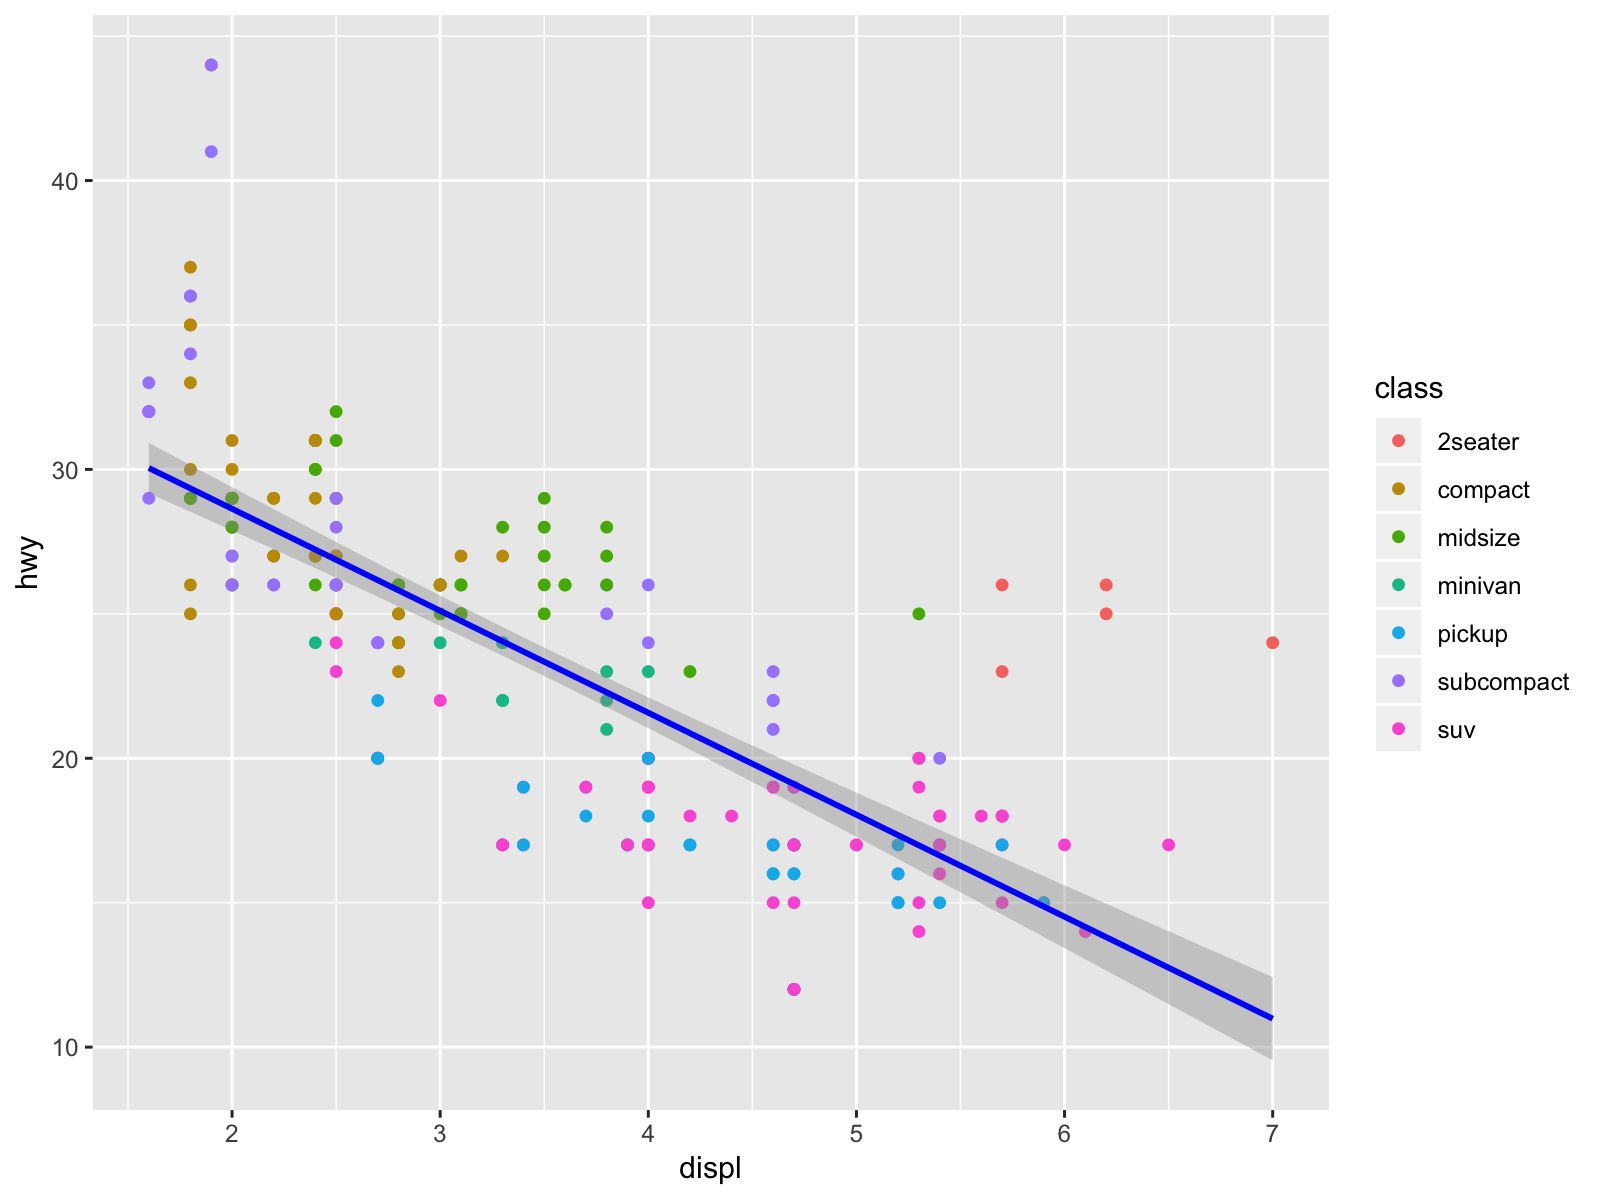 40
30
20
10
hwy
2 3 4 5 6 7
displ
class
2seater
compact
midsize
minivan
pickup
subcompact
suv